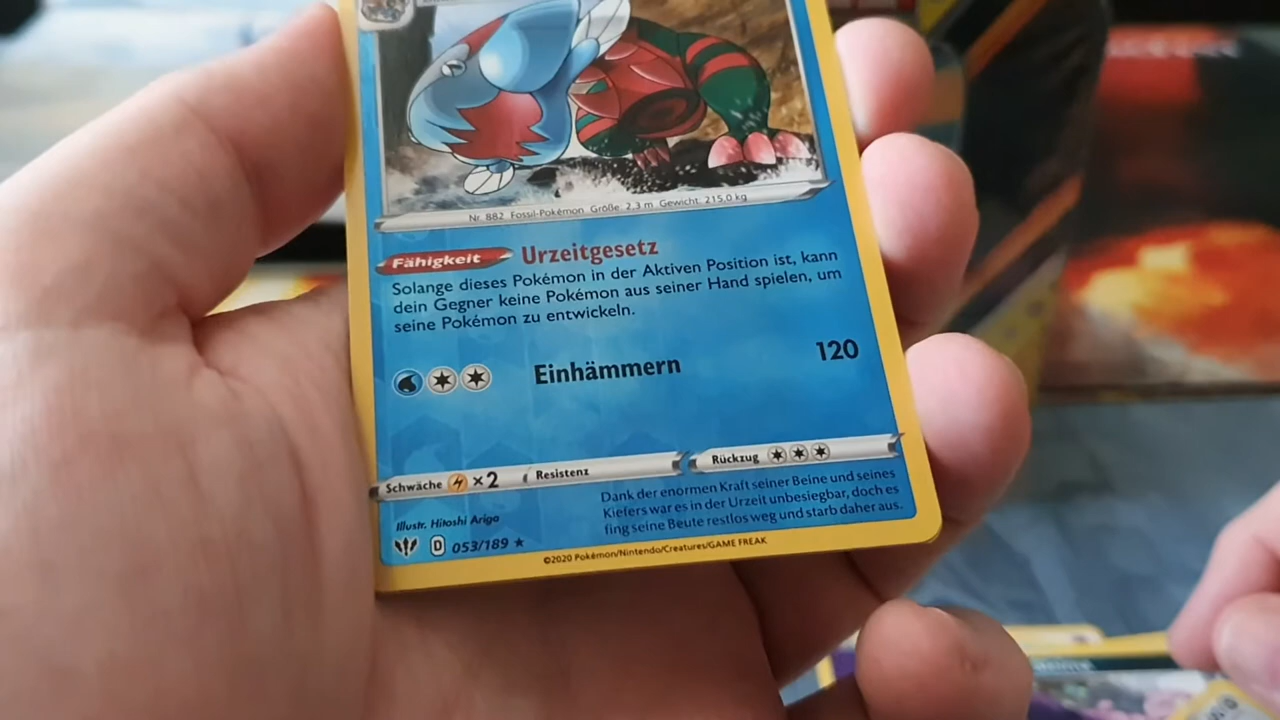 Nr. 882 Fossil-Pokémon Größe: 2,3 m Gewicht: 215,0 kg
Fähigkeit Urzeitgesetz
Solange dieses Pokémon in der Aktiven Position ist, kann
dein Gegner keine Pokémon aus seiner Hand spielen, um
seine Pokémon zu entwickeln.
Einhämmern 120
Schwäche ×2 Resistenz Rückzug
Dank der enormen Kraft seiner Beine und seines
Kiefers war es in der Urzeit unbesiegbar, doch es
fing seine Beute restlos weg und starb daher aus.
Illustr. Hitoshi Ariga
D 053/189 ★
©2020 Pokémon/Nintendo/Creatures/GAME FREAK